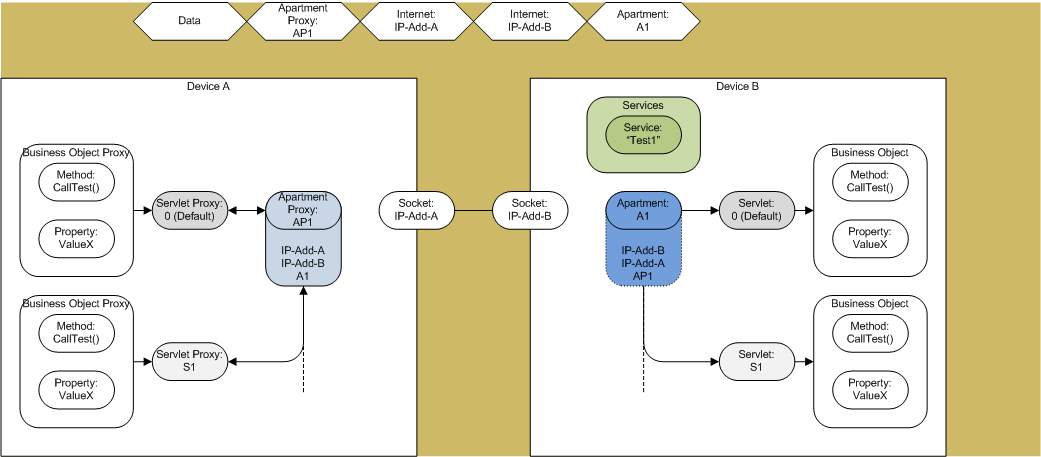 Data
Apartment
Proxy:
AP1
Internet:
IP-Add-A
Internet:
IP-Add-B
Apartment:
A1
Device A
Business Object Proxy
Method:
CallTest()
Property:
ValueX
Servlet Proxy:
0 (Default)
Apartment
Proxy:
AP1
IP-Add-A
IP-Add-B
A1
Business Object Proxy
Method:
CallTest()
Property:
ValueX
Servlet Proxy:
S1
Socket:
IP-Add-A
Socket:
IP-Add-B
Device B
Services
Service:
“Test1”
Apartment:
A1
IP-Add-B
IP-Add-A
AP1
Servlet:
0 (Default)
Business Object
Method:
CallTest()
Property:
ValueX
Servlet:
S1
Business Object
Method:
CallTest()
Property:
ValueX